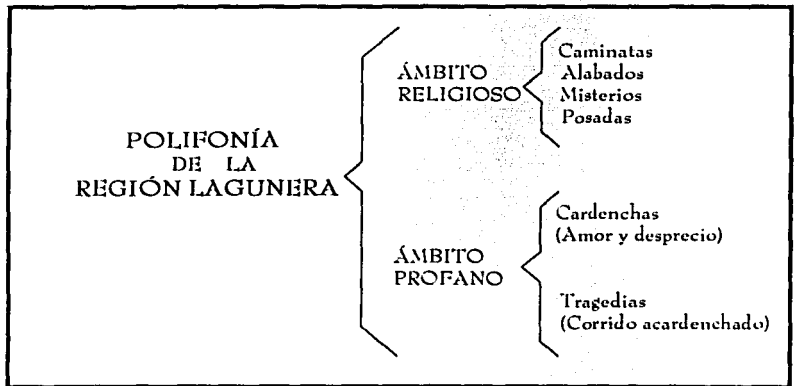 POLIFONÍA
DE LA
REGIÓN LAGUNERA
ÁMBITO
RELIGIOSO
Caminatas
Alabados
Misterios
Posadas
ÁMBITO
PROFANO
Cardenchas
(Amor y desprecio)
Tragedias
(Corrido acardenchado)